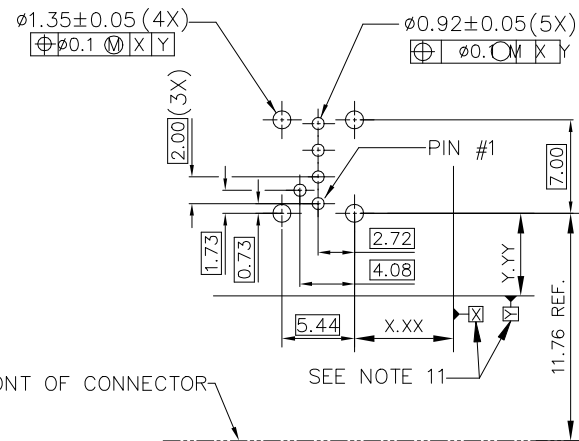 ø1.35±0.05 (4X)
⌖ ø0.1 Ⓜ X Y
ø0.92±0.05 (5X)
⌖ ø0.1 Ⓜ X Y
2.00 (3X)
PIN #1
7.00
1.73
0.73
2.72
4.08
Y.YY
5.44
X.XX
X
Y
11.76 REF.
SEE NOTE 11
ONT OF CONNECTOR